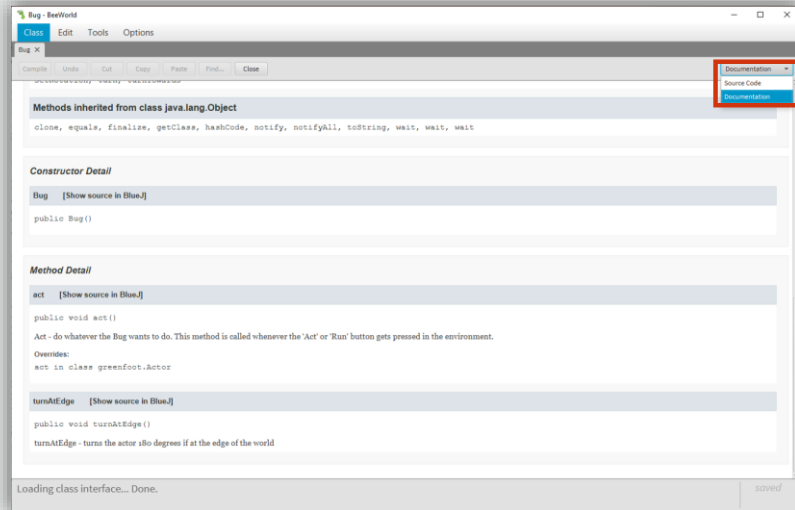 Bug - BeeWorld
Class Edit Tools Options
Bug X
Compile Undo Cut Copy Paste Find... Close Documentation
Source Code
Documentation
Methods inherited from class java.lang.Object
clone, equals, finalize, getClass, hashCode, notify, notifyAll, toString, wait, wait, wait
Constructor Detail
Bug [Show source in BlueJ]
public Bug()
Method Detail
act [Show source in BlueJ]
public void act()
Act - do whatever the Bug wants to do. This method is called whenever the 'Act' or 'Run' button gets pressed in the environment.
Overrides:
act in class greenfoot.Actor
turnAtEdge [Show source in BlueJ]
public void turnAtEdge()
turnAtEdge - turns the actor 180 degrees if at the edge of the world
Loading class interface... Done.
saved